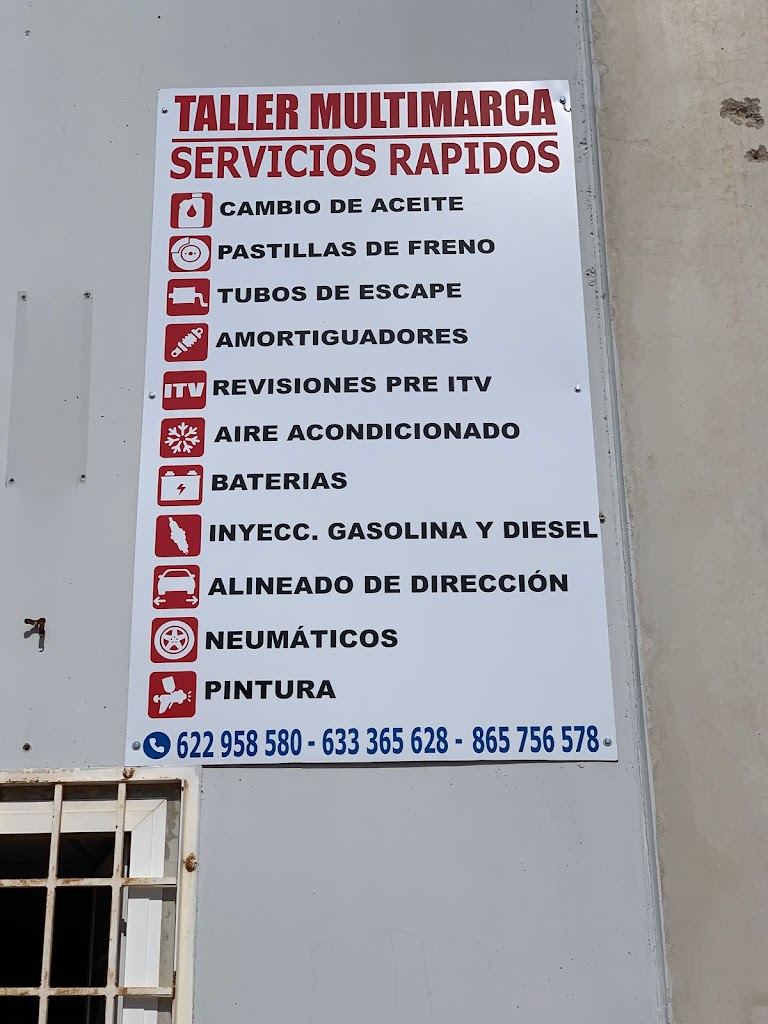 TALLER MULTIMARCA
SERVICIOS RAPIDOS
CAMBIO DE ACEITE
PASTILLAS DE FRENO
TUBOS DE ESCAPE
AMORTIGUADORES
ITV REVISIONES PRE ITV
AIRE ACONDICIONADO
BATERIAS
INYECC. GASOLINA Y DIESEL
ALINEADO DE DIRECCIÓN
NEUMÁTICOS
PINTURA
622 958 580 - 633 365 628 - 865 756 578